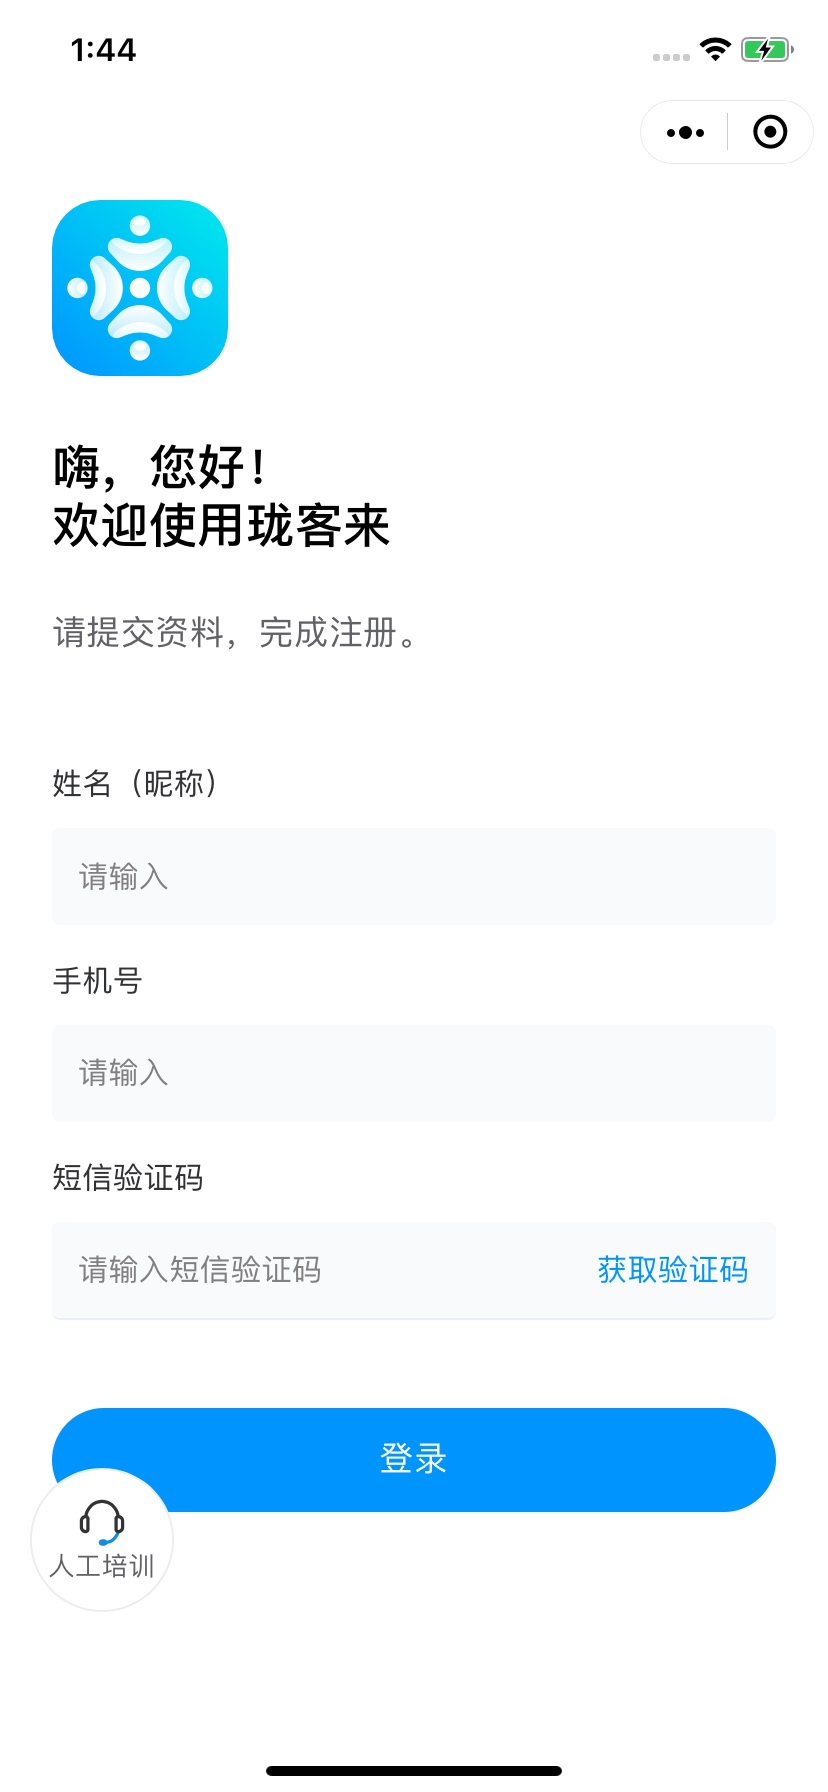 1:44
嗨，您好！
欢迎使用珑客来
请提交资料，完成注册。
姓名（昵称）
请输入
手机号
请输入
短信验证码
请输入短信验证码 获取验证码
登录
人工培训